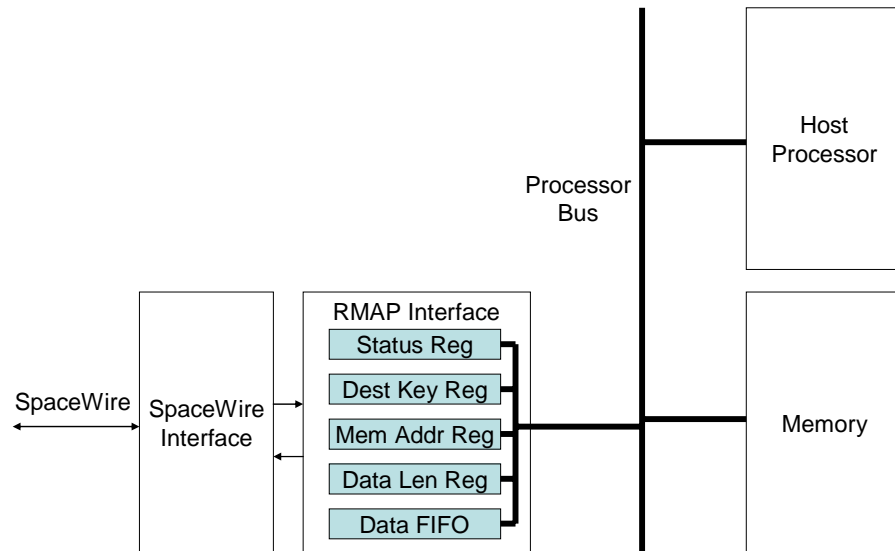 Host
Processor
Processor
Bus
RMAP Interface
Status Reg
Dest Key Reg
Mem Addr Reg
Data Len Reg
Data FIFO
SpaceWire
SpaceWire
Interface
Memory